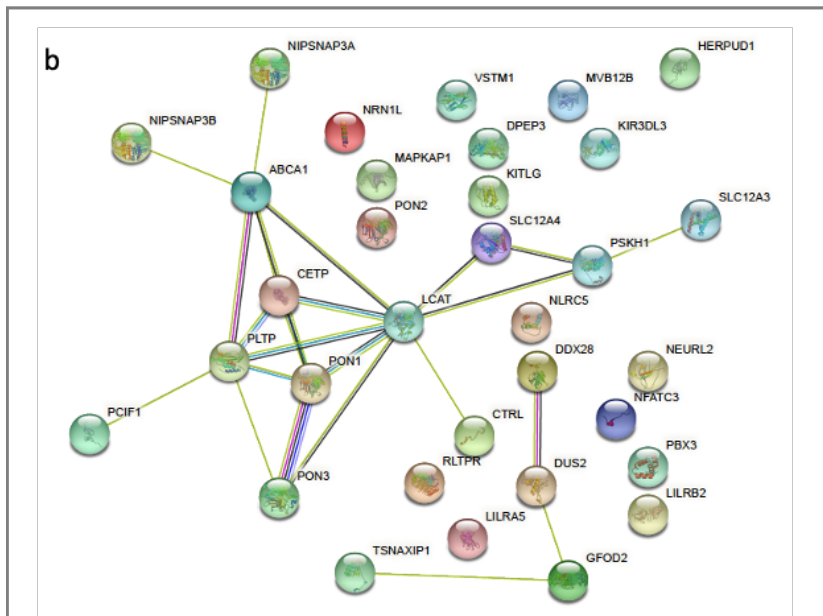 b
NIPSNAP3A
HERPUD1
VSTM1
MVB12B
NIPSNAP3B
NRN1L
DPEP3
KIR3DL3
ABCA1
MAPKAP1
KITLG
PON2
SLC12A4
SLC12A3
PSKH1
CETP
LCAT
NLRC5
PLTP
DDX28
NEURL2
PON1
NFATC3
PCIF1
CTRL
PBX3
RLTPR
DUS2
PON3
LILRB2
LILRA5
TSNAXIP1
GFOD2